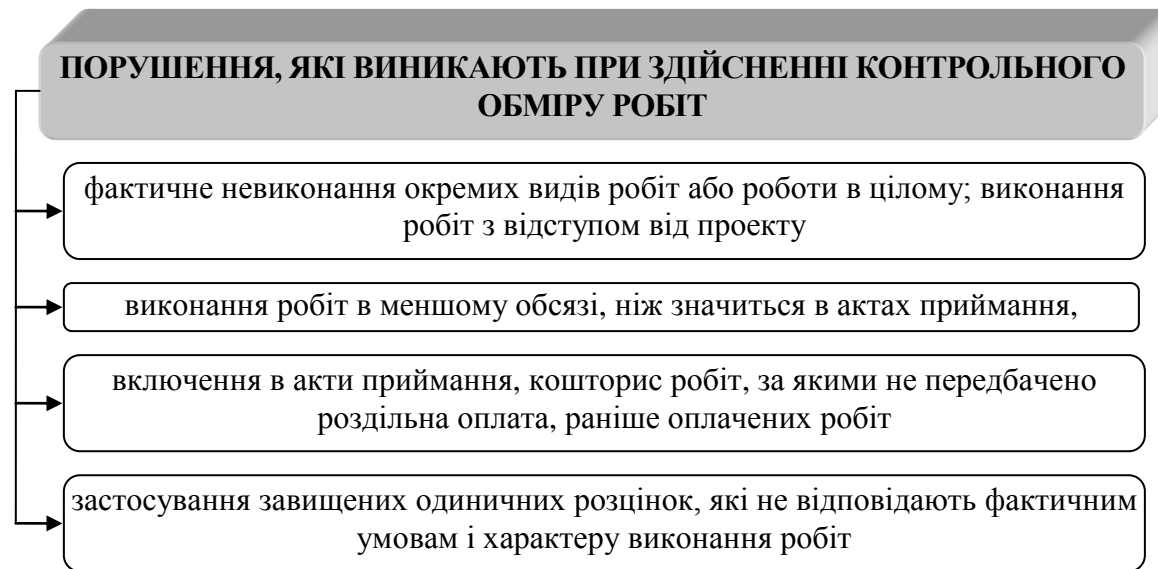 ПОРУШЕННЯ, ЯКІ ВИНИКАЮТЬ ПРИ ЗДІЙСНЕННІ КОНТРОЛЬНОГО
ОБМІРУ РОБІТ
фактичне невиконання окремих видів робіт або роботи в цілому; виконання
робіт з відступом від проекту
виконання робіт в меншому обсязі, ніж значиться в актах приймання,
включення в акти приймання, кошторис робіт, за якими не передбачено
роздільна оплата, раніше оплачених робіт
застосування завищених одиничних розцінок, які не відповідають фактичним
умовам і характеру виконання робіт